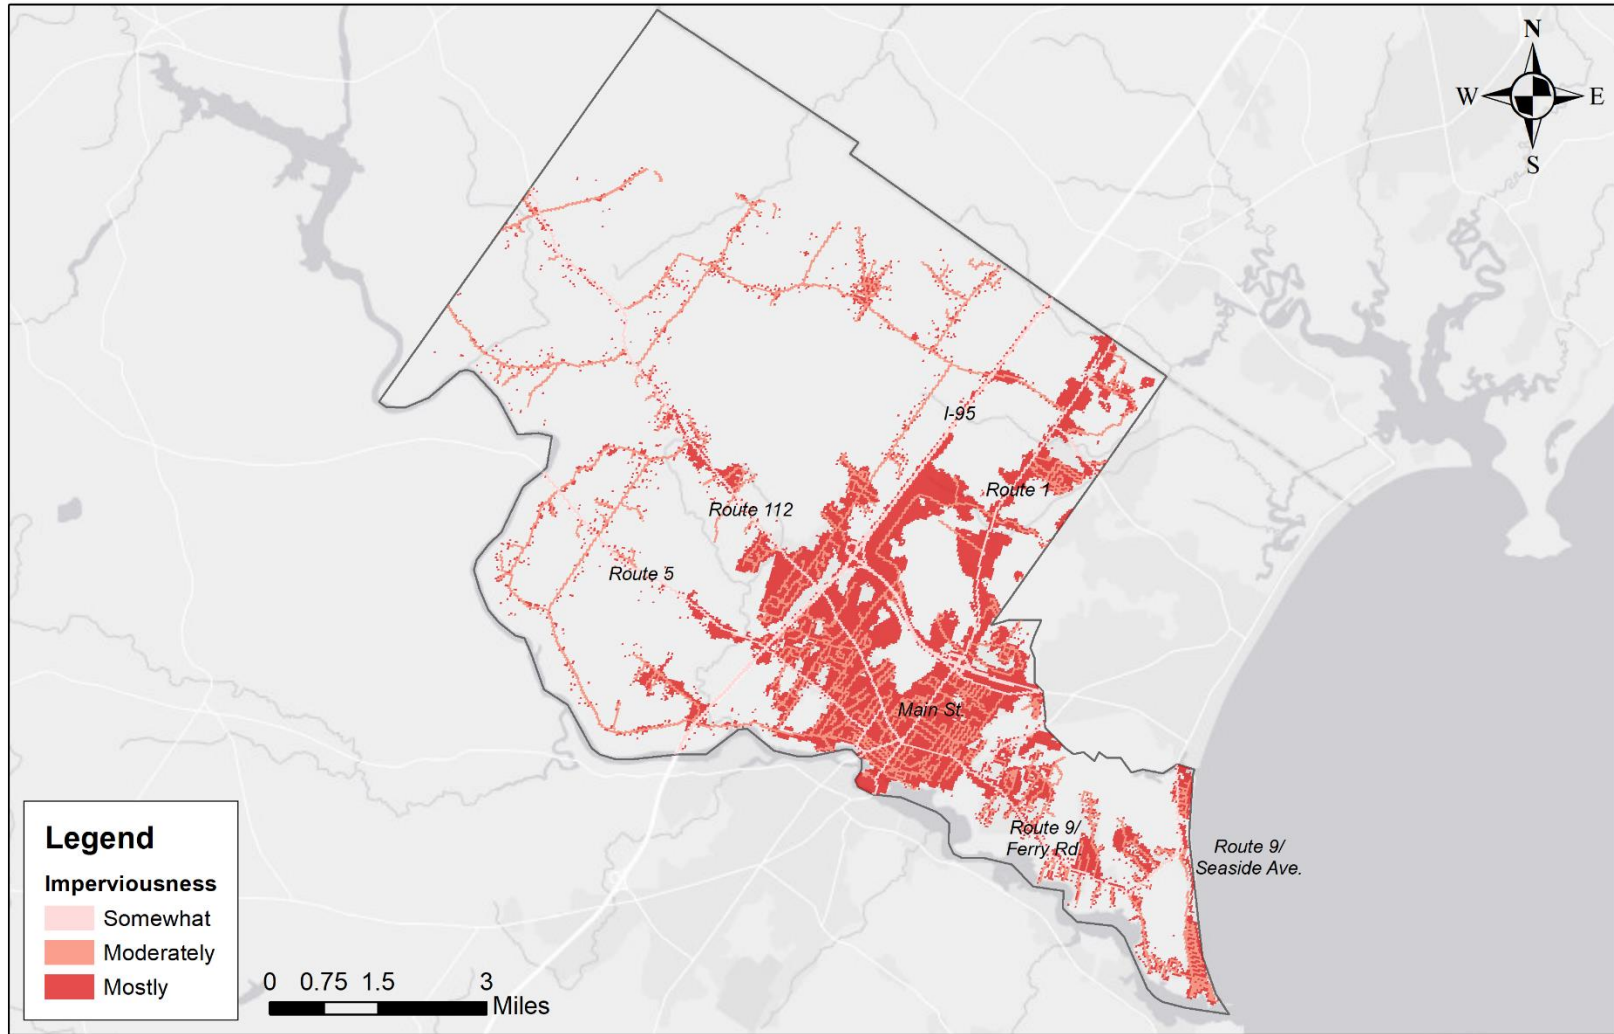 N
W E
S
I-95
Route 1
Route 112
Route 5
Main St.
Route 9/
Ferry Rd.
Route 9/
Seaside Ave.
Legend
Imperviousness
Somewhat
Moderately
Mostly
0 0.75 1.5 3
Miles